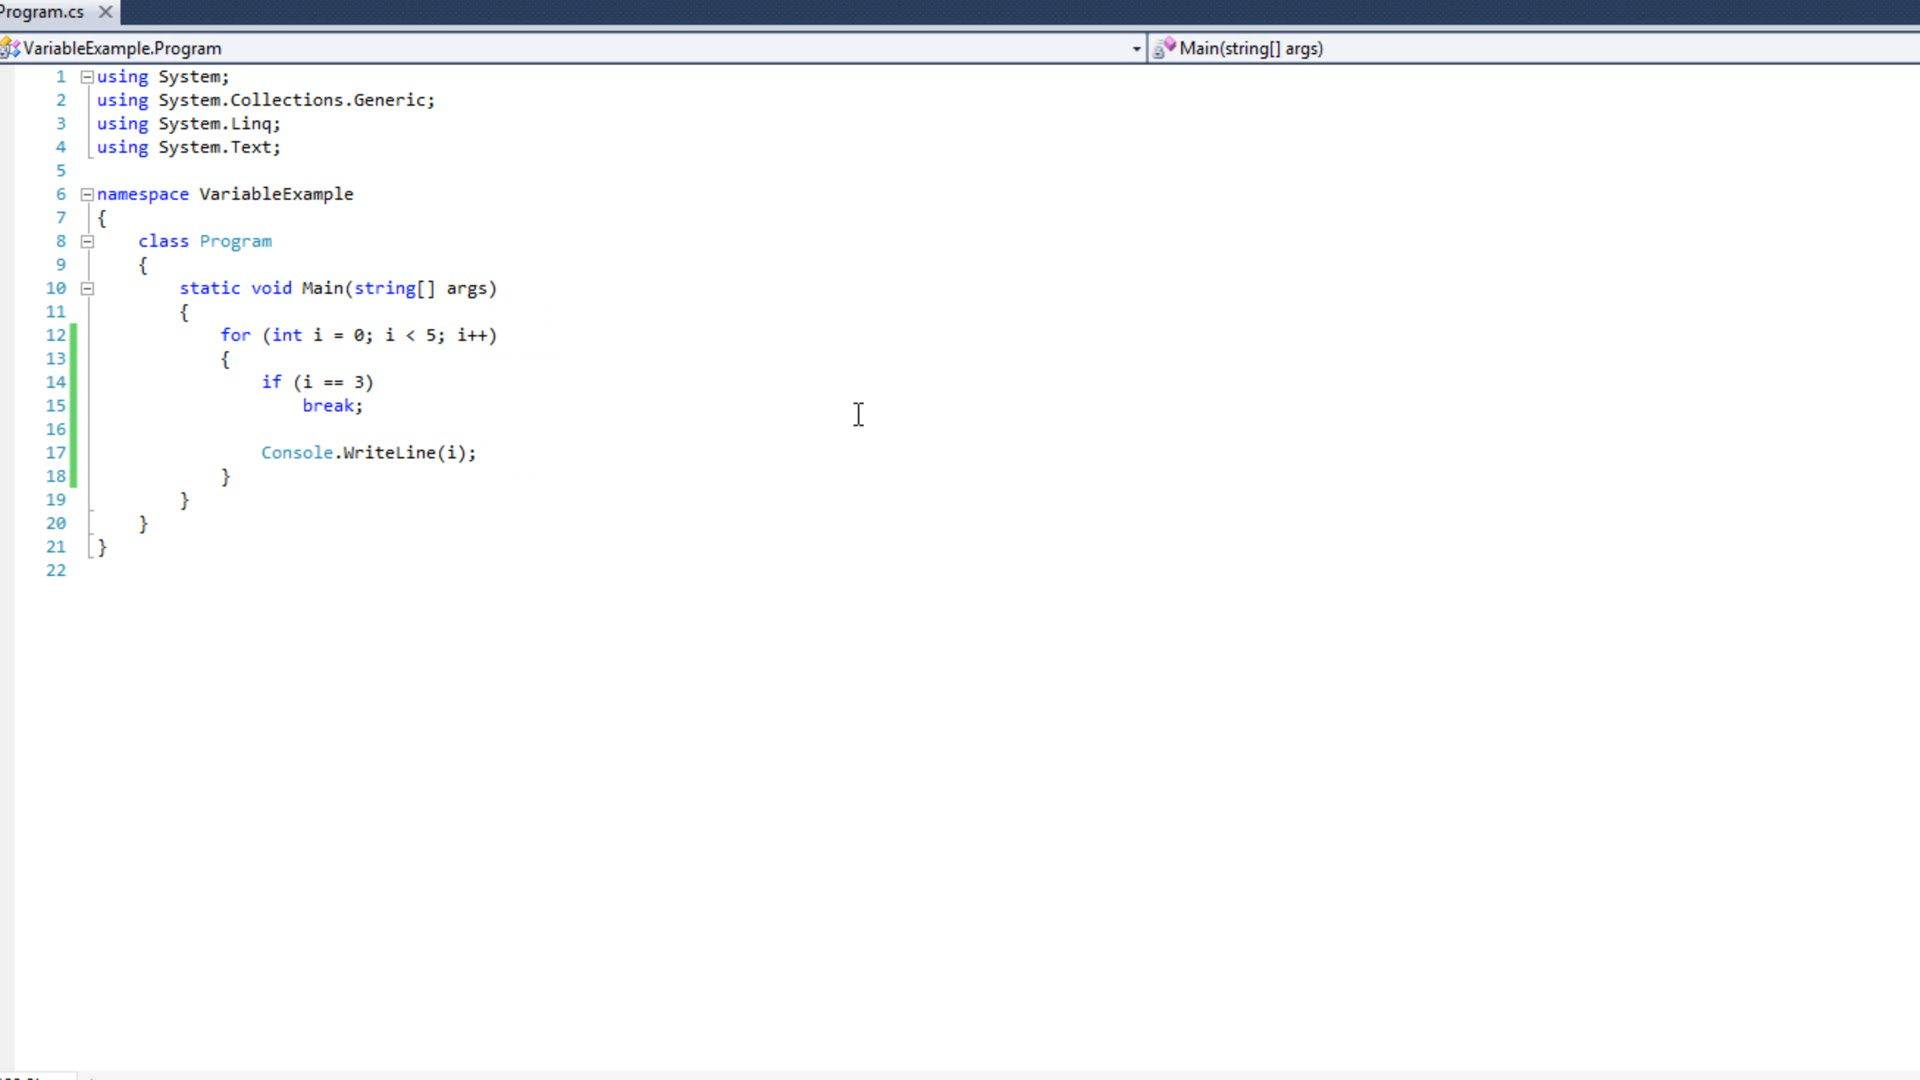 Program.cs
VariableExample.Program
Main(string[] args)
1 using System;
2 using System.Collections.Generic;
3 using System.Linq;
4 using System.Text;
5
6 namespace VariableExample
7 {
8     class Program
9     {
10         static void Main(string[] args)
11         {
12             for (int i = 0; i < 5; i++)
13             {
14                 if (i == 3)
15                     break;
16
17                 Console.WriteLine(i);
18             }
19         }
20     }
21 }
22